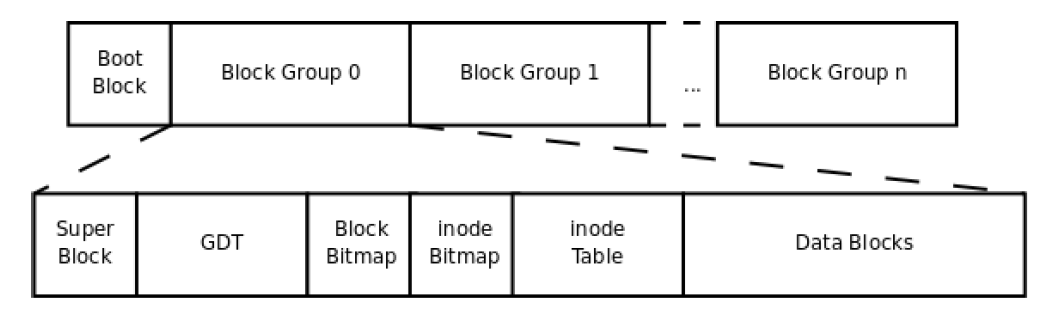 Boot
Block
Block Group 0
Block Group 1
...
Block Group n
Super
Block
GDT
Block
Bitmap
inode
Bitmap
inode
Table
Data Blocks